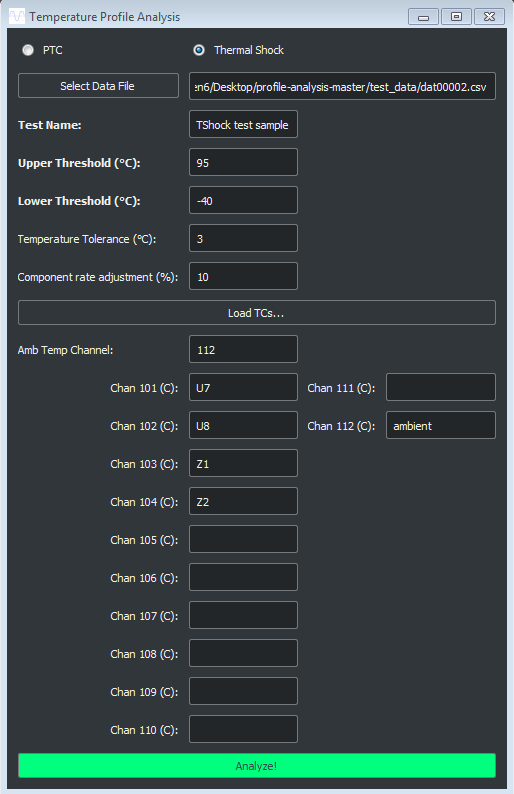 Temperature Profile Analysis
PTC Thermal Shock
Select Data File en6/Desktop/profile-analysis-master/test_data/dat00002.csv
Test Name: TShock test sample
Upper Threshold (°C): 95
Lower Threshold (°C): -40
Temperature Tolerance (°C): 3
Component rate adjustment (%): 10
Load TCs...
Amb Temp Channel: 112
Chan 101 (C): U7 Chan 111 (C):
Chan 102 (C): U8 Chan 112 (C): ambient
Chan 103 (C): Z1
Chan 104 (C): Z2
Chan 105 (C):
Chan 106 (C):
Chan 107 (C):
Chan 108 (C):
Chan 109 (C):
Chan 110 (C):
Analyze!